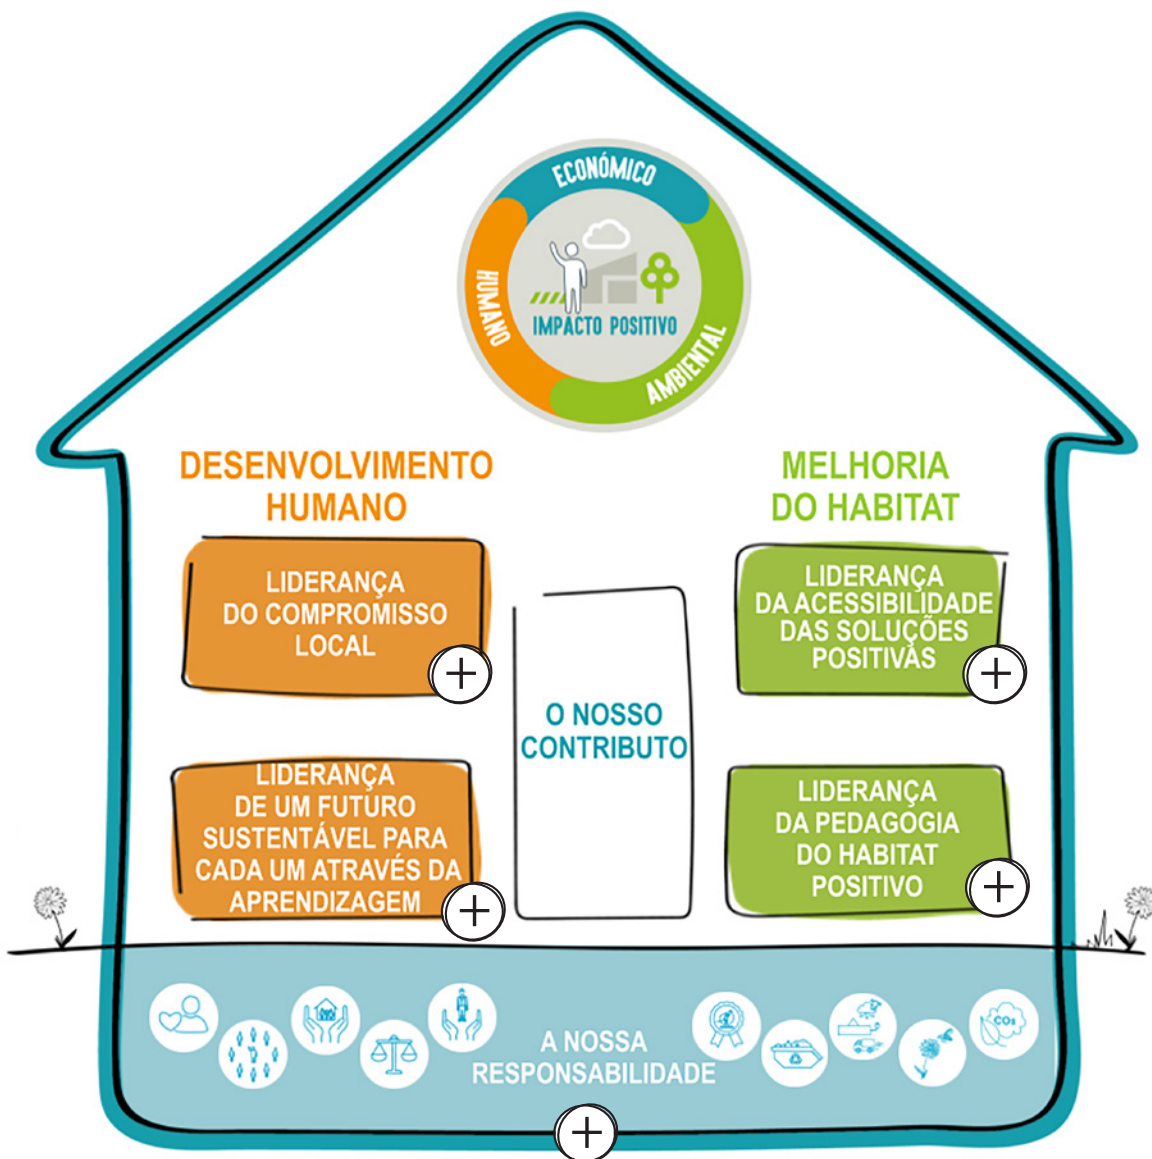 ECONÓMICO
HUMANO
AMBIENTAL
IMPACTO POSITIVO
DESENVOLVIMENTO
HUMANO
MELHORIA
DO HABITAT
LIDERANÇA
DO COMPROMISSO
LOCAL
LIDERANÇA
DA ACESSIBILIDADE
DAS SOLUÇÕES
POSITIVAS
O NOSSO
CONTRIBUTO
LIDERANÇA
DE UM FUTURO
SUSTENTÁVEL PARA
CADA UM ATRAVÉS DA
APRENDIZAGEM
LIDERANÇA
DA PEDAGOGIA
DO HABITAT
POSITIVO
A NOSSA
RESPONSABILIDADE
CO₂